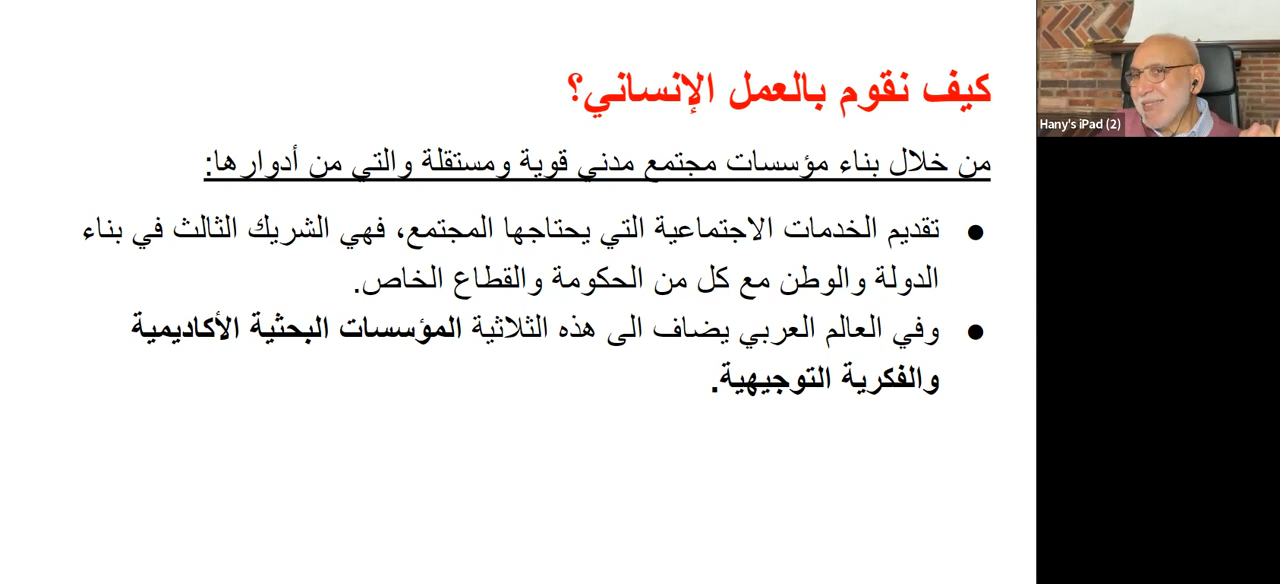 كيف نقوم بالعمل الإنساني؟
من خلال بناء مؤسسات مجتمع مدني قوية ومستقلة والتي من أدوارها:
● تقديم الخدمات الاجتماعية التي يحتاجها المجتمع، فهي الشريك الثالث في بناء
الدولة والوطن مع كل من الحكومة والقطاع الخاص.
● وفي العالم العربي يضاف الى هذه الثلاثية المؤسسات البحثية الأكاديمية
والفكرية التوجيهية.
Hany's iPad (2)